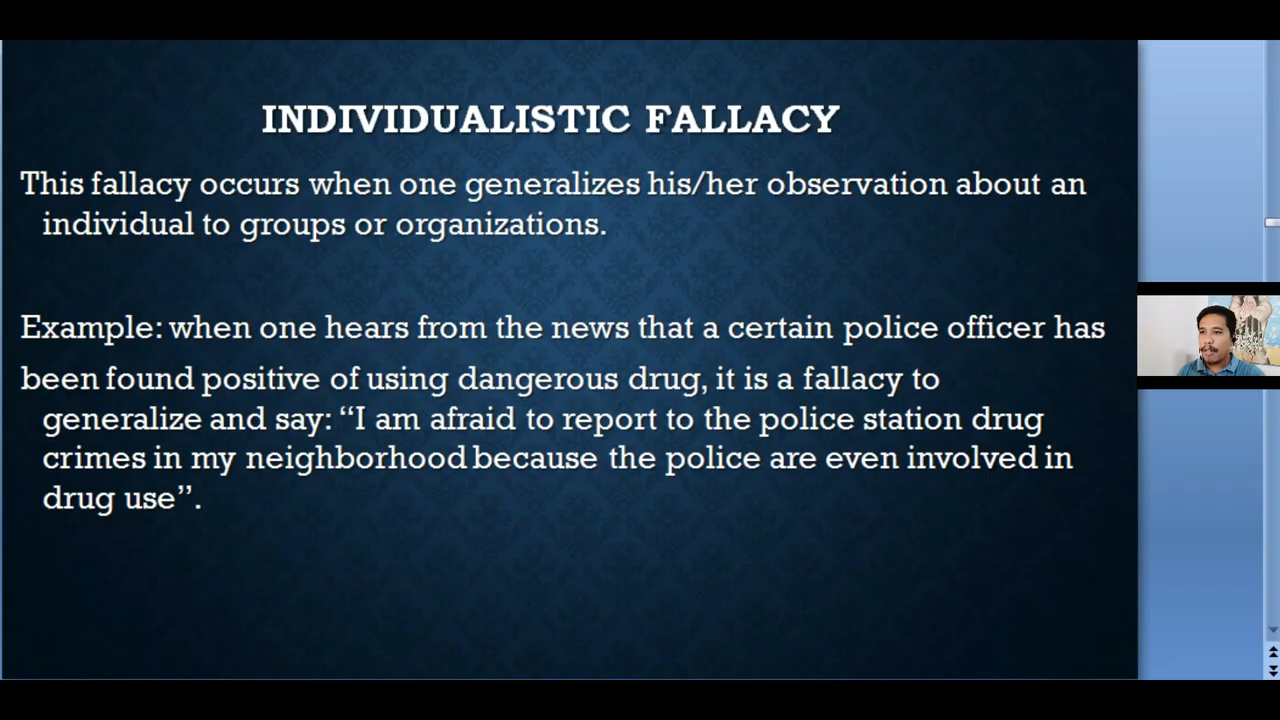 INDIVIDUALISTIC FALLACY
This fallacy occurs when one generalizes his/her observation about an
individual to groups or organizations.
Example: when one hears from the news that a certain police officer has
been found positive of using dangerous drug, it is a fallacy to
generalize and say: “I am afraid to report to the police station drug
crimes in my neighborhood because the police are even involved in
drug use”.